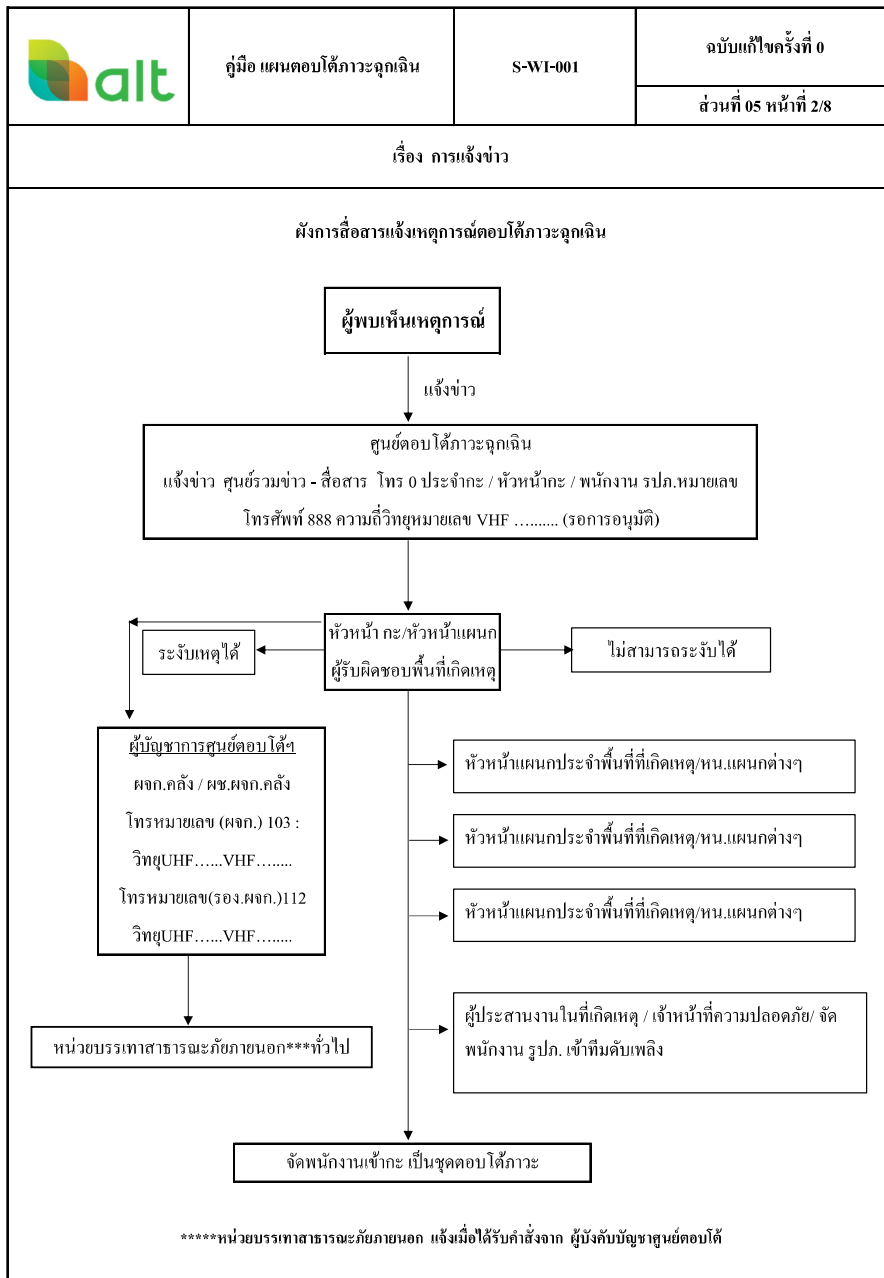 alt
คู่มือ แผนตอบโต้ภาวะฉุกเฉิน
S-WI-001
ฉบับแก้ไขครั้งที่ 0
ส่วนที่ 05 หน้าที่ 2/8
เรื่อง การแจ้งข่าว
ผังการสื่อสารแจ้งเหตุการณ์ตอบโต้ภาวะฉุกเฉิน
ผู้พบเห็นเหตุการณ์
แจ้งข่าว
ศูนย์ตอบโต้ภาวะฉุกเฉิน
แจ้งข่าว ศูนย์รวมข่าว - สื่อสาร โทร 0 ประจำกะ / หัวหน้ากะ / พนักงาน รปภ.หมายเลข
โทรศัพท์ 888 ความถี่วิทยุหมายเลข VHF ….…... (รอการอนุมัติ)
หัวหน้า กะ/หัวหน้าแผนก
ผู้รับผิดชอบพื้นที่เกิดเหตุ
ระงับเหตุได้
ไม่สามารถระงับได้
ผู้บัญชาการศูนย์ตอบโต้ฯ
ผจก.คลัง / ผช.ผจก.คลัง
โทรหมายเลข (ผจก.) 103 :
วิทยุUHF…...VHF….....
โทรหมายเลข(รอง.ผจก.)112
วิทยุUHF…...VHF….....
หัวหน้าแผนกประจำพื้นที่ที่เกิดเหตุ/หน.แผนกต่างๆ
หัวหน้าแผนกประจำพื้นที่ที่เกิดเหตุ/หน.แผนกต่างๆ
หัวหน้าแผนกประจำพื้นที่ที่เกิดเหตุ/หน.แผนกต่างๆ
ผู้ประสานงานในที่เกิดเหตุ / เจ้าหน้าที่ความปลอดภัย/ จัด
พนักงาน รูปภ. เข้าทีมดับเพลิง
หน่วยบรรเทาสาธารณะภัยภายนอก***ทั่วไป
จัดพนักงานเข้ากะ เป็นชุดตอบโต้ภาวะ
*****หน่วยบรรเทาสาธารณะภัยภายนอก แจ้งเมื่อได้รับคำสั่งจาก ผู้บังคับบัญชาศูนย์ตอบโต้